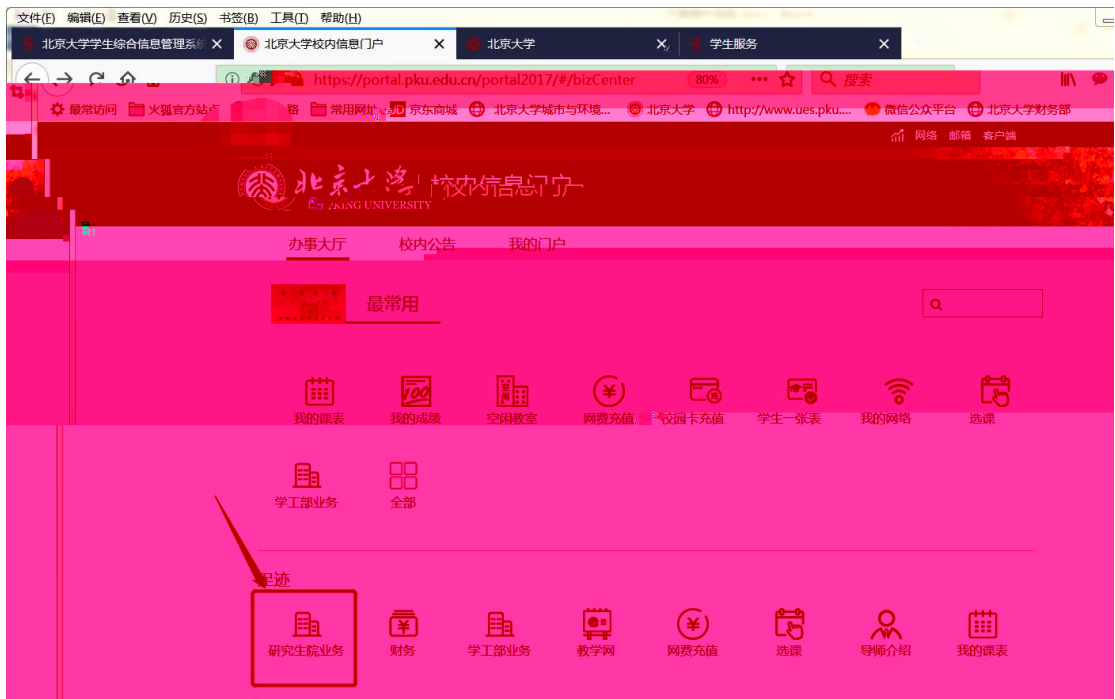 文件(F) 编辑(E) 查看(V) 历史(S) 书签(B) 工具(T) 帮助(H)
北京大学学生综合信息管理系统 北京大学校内信息门户 北京大学 学生服务
https://portal.pku.edu.cn/portal2017/#/bizCenter 80% 搜索
最常访问 火狐官方站点 常用网址 JD 京东商城 北京大学城市与环境... 北京大学 http://www.ues.pku.... 微信公众平台 北京大学财务部
网络 邮箱 客户端
北京大学 校内信息门户
UNIVERSITY
办事大厅 校内公告 我的门户
最常用
我的课表 我的成绩 空闲教室 网费充值 校园卡充值 学生一张表 我的网络 选课
学工部业务 全部
足迹
研究生院业务 财务 学工部业务 教学网 网费充值 选课 导师介绍 我的课表